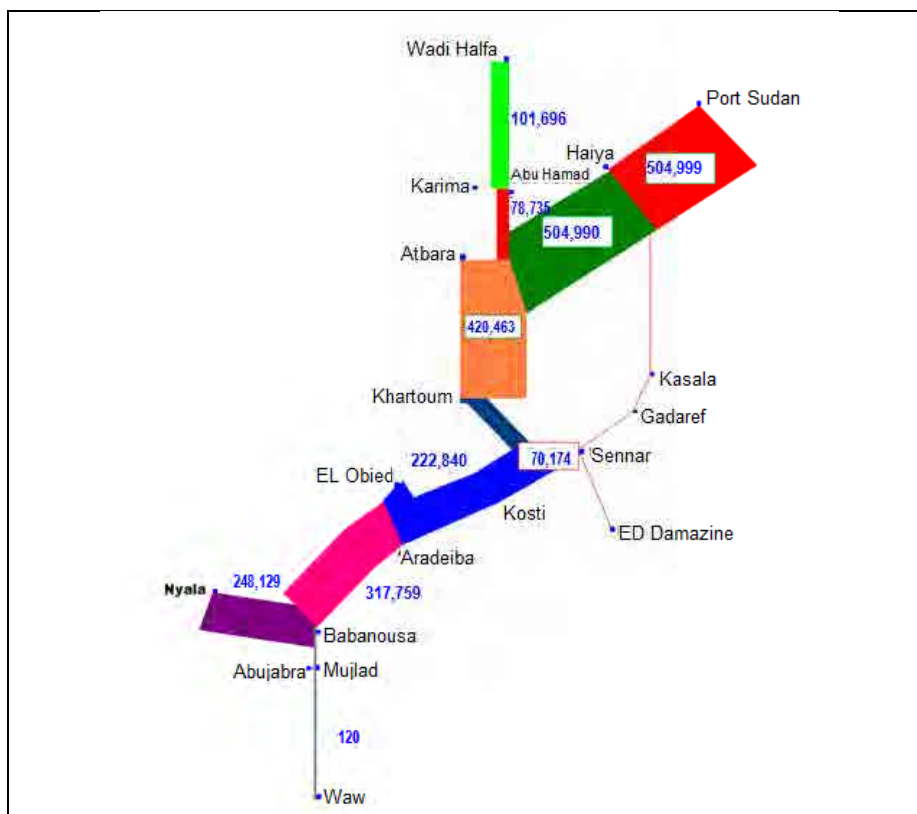 Wadi Halfa
Port Sudan
101,696
Haiya
504,999
Abu Hamad
Karima
78,735
504,990
Atbara
420,463
Kasala
Khartoum
Gadaref
222,840
70,174
Sennar
EL Obied
Kosti
ED Damazine
Aradeiba
248,129
Nyala
317,759
Babanousa
Abujabra
Mujlad
120
Waw